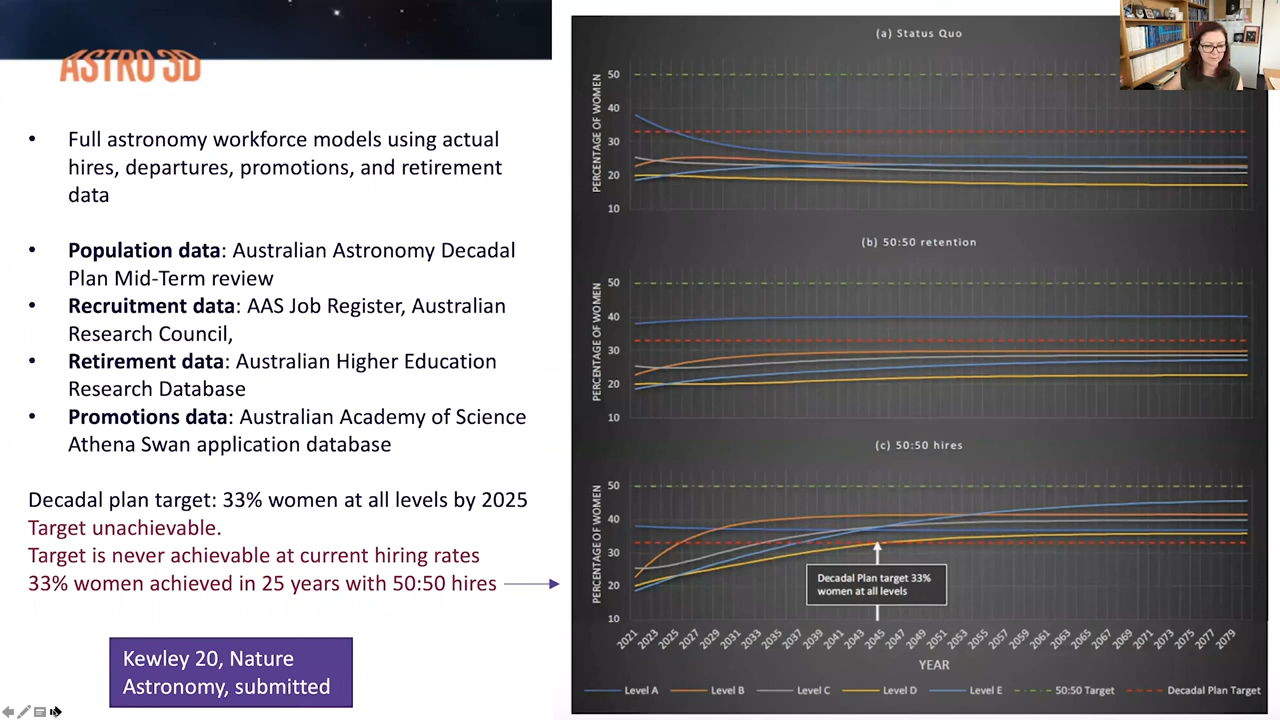 ASTRO 3D
• Full astronomy workforce models using actual
hires, departures, promotions, and retirement
data
• Population data: Australian Astronomy Decadal
Plan Mid-Term review
• Recruitment data: AAS Job Register, Australian
Research Council,
• Retirement data: Australian Higher Education
Research Database
• Promotions data: Australian Academy of Science
Athena Swan application database
Decadal plan target: 33% women at all levels by 2025
Target unachievable.
Target is never achievable at current hiring rates
33% women achieved in 25 years with 50:50 hires
Kewley 20, Nature
Astronomy, submitted
(a) Status Quo
PERCENTAGE OF WOMEN
50
40
30
20
10
(b) 50:50 retention
PERCENTAGE OF WOMEN
50
40
30
20
10
(c) 50:50 hires
PERCENTAGE OF WOMEN
50
40
30
20
10
Decadal Plan target 33%
women at all levels
2021 2023 2025 2027 2029 2031 2033 2035 2037 2039 2041 2043 2045 2047 2049 2051 2053 2055 2057 2059 2061 2063 2065 2067 2069 2071 2073 2075 2077 2079
YEAR
Level A Level B Level C Level D Level E 50:50 Target Decadal Plan Target